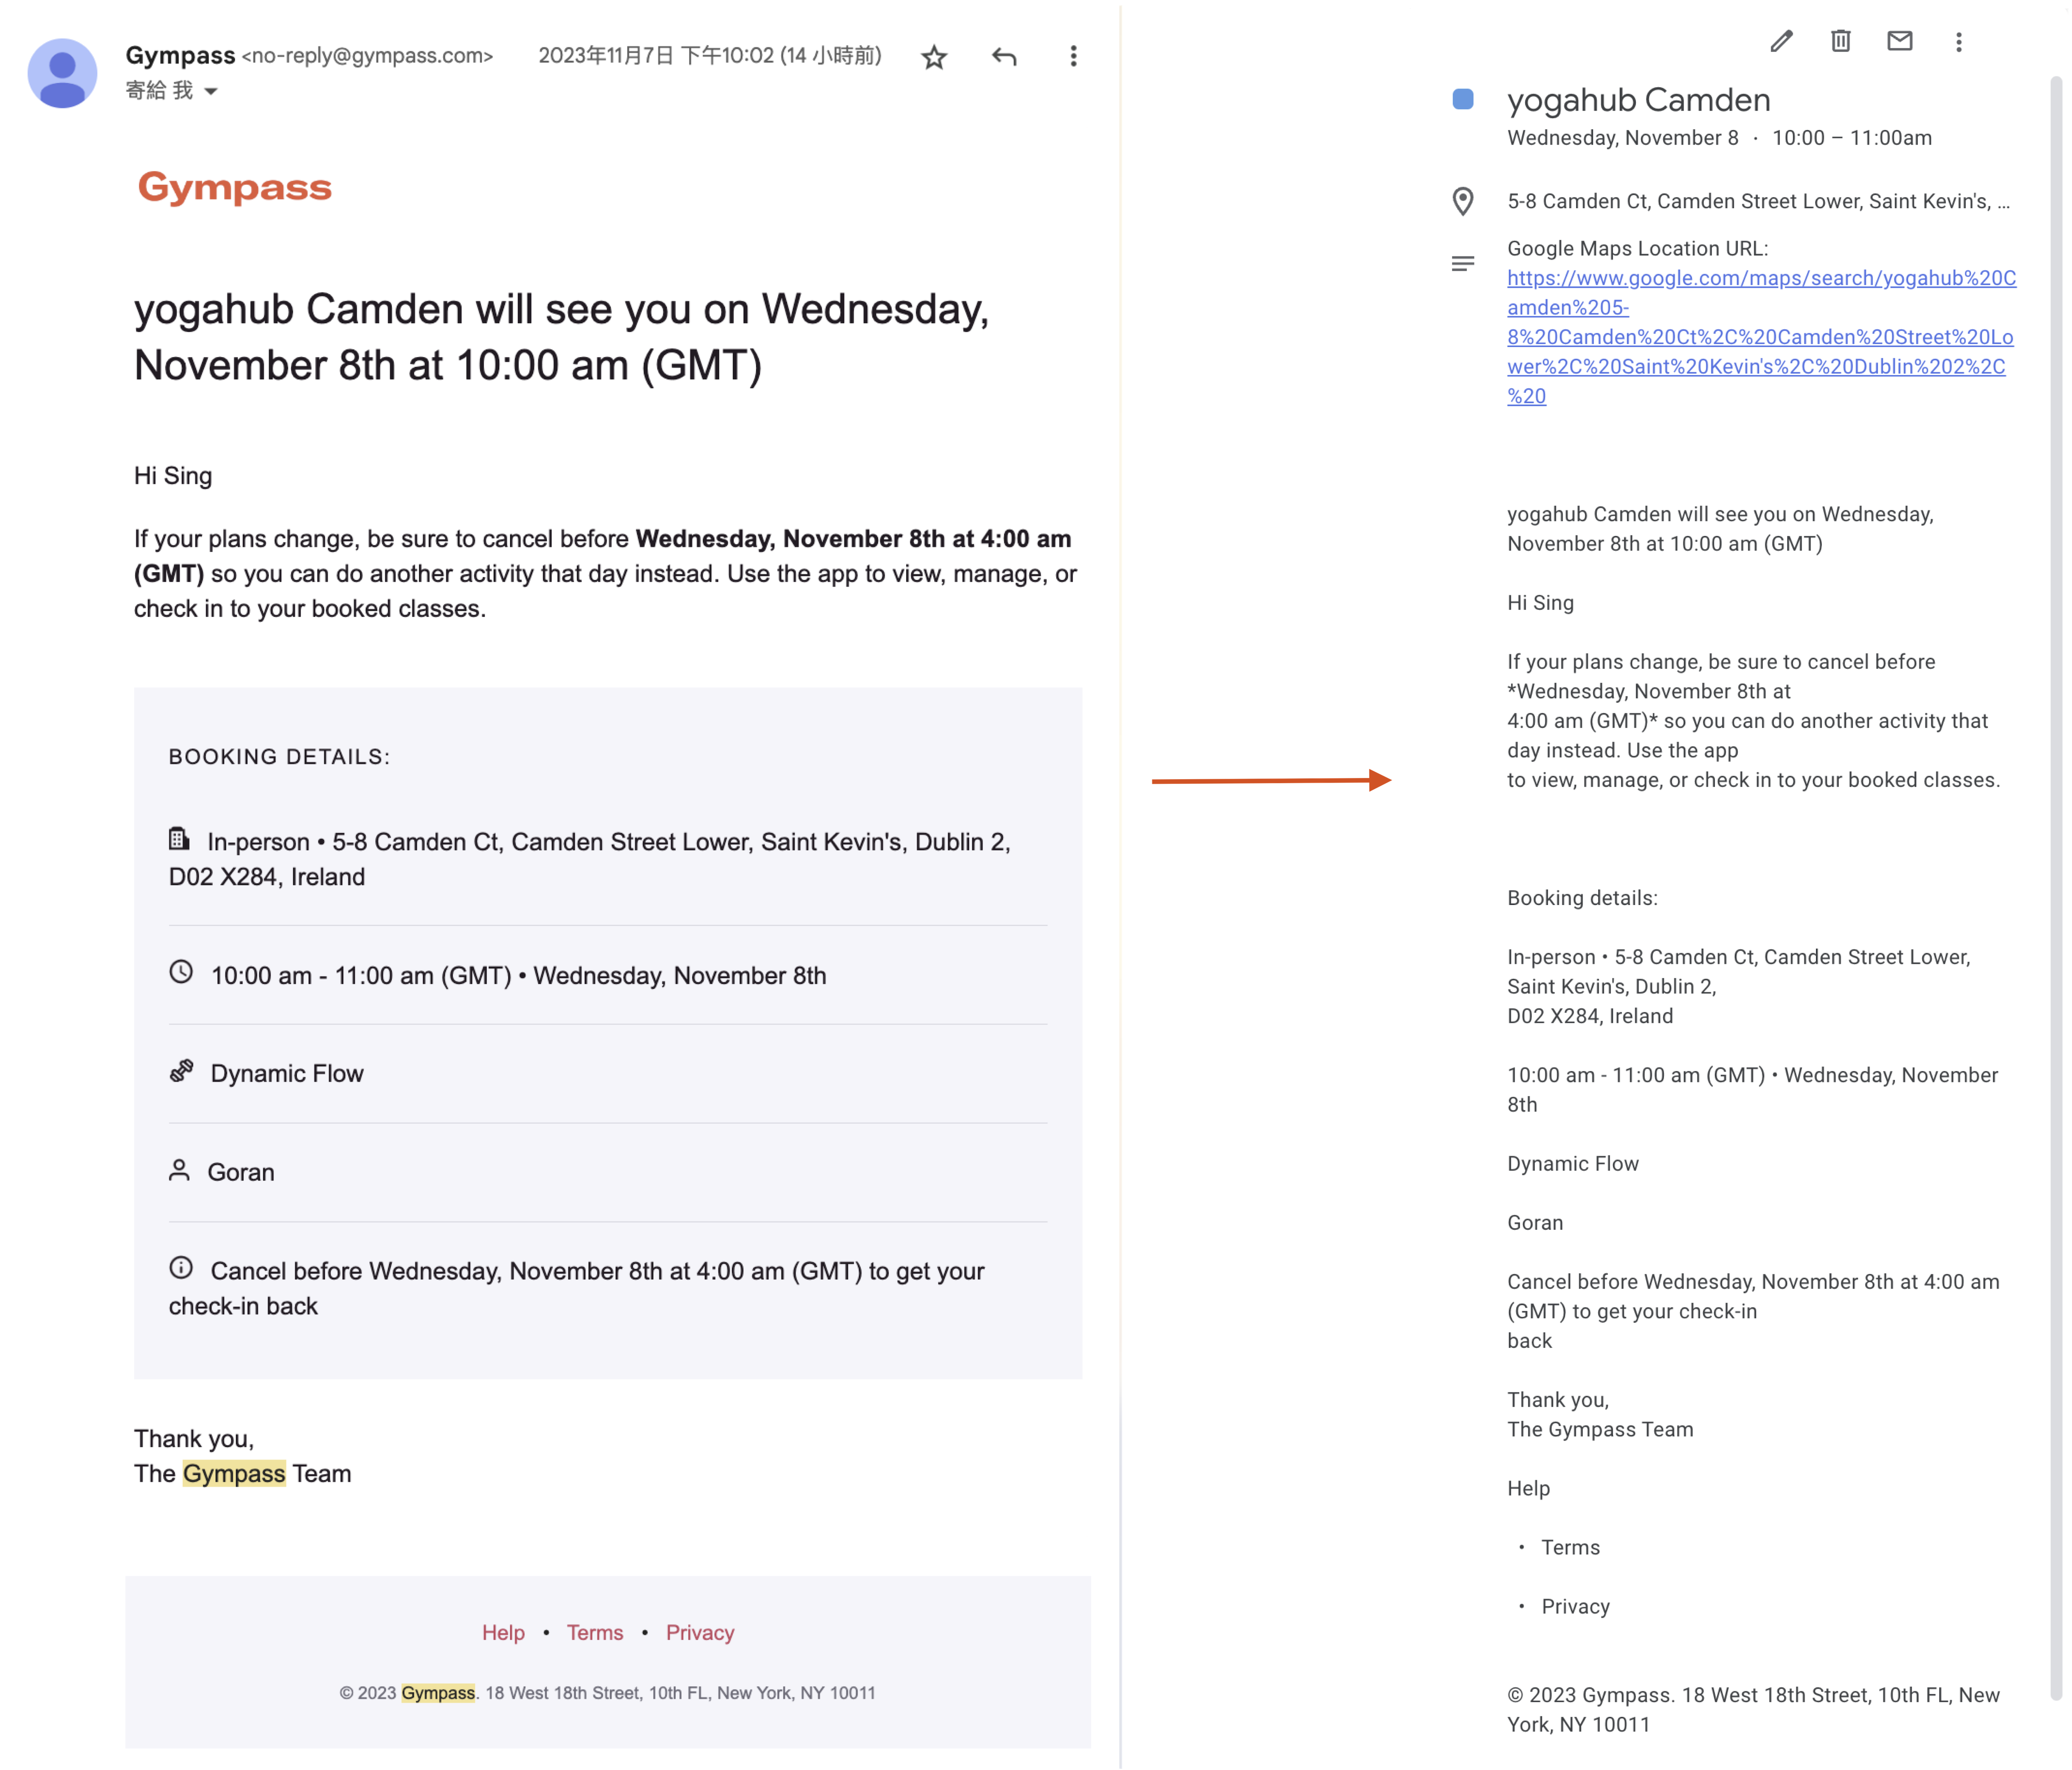 Gympass <no-reply@gympass.com> 2023年11月7日 下午10:02 (14 小時前)
寄給 我
Gympass
yogahub Camden will see you on Wednesday,
November 8th at 10:00 am (GMT)
Hi Sing
If your plans change, be sure to cancel before Wednesday, November 8th at 4:00 am
(GMT) so you can do another activity that day instead. Use the app to view, manage, or
check in to your booked classes.
BOOKING DETAILS:
In-person • 5-8 Camden Ct, Camden Street Lower, Saint Kevin's, Dublin 2,
D02 X284, Ireland
10:00 am - 11:00 am (GMT) • Wednesday, November 8th
Dynamic Flow
Goran
Cancel before Wednesday, November 8th at 4:00 am (GMT) to get your
check-in back
Thank you,
The Gympass Team
Help • Terms • Privacy
© 2023 Gympass. 18 West 18th Street, 10th FL, New York, NY 10011
yogahub Camden
Wednesday, November 8 · 10:00 – 11:00am
5-8 Camden Ct, Camden Street Lower, Saint Kevin's, ...
Google Maps Location URL:
https://www.google.com/maps/search/yogahub%20C
amden%205-
8%20Camden%20Ct%2C%20Camden%20Street%20Lo
wer%2C%20Saint%20Kevin's%2C%20Dublin%202%2C
%20
yogahub Camden will see you on Wednesday,
November 8th at 10:00 am (GMT)
Hi Sing
If your plans change, be sure to cancel before
*Wednesday, November 8th at
4:00 am (GMT)* so you can do another activity that
day instead. Use the app
to view, manage, or check in to your booked classes.
Booking details:
In-person • 5-8 Camden Ct, Camden Street Lower,
Saint Kevin's, Dublin 2,
D02 X284, Ireland
10:00 am - 11:00 am (GMT) • Wednesday, November
8th
Dynamic Flow
Goran
Cancel before Wednesday, November 8th at 4:00 am
(GMT) to get your check-in
back
Thank you,
The Gympass Team
Help
• Terms
• Privacy
© 2023 Gympass. 18 West 18th Street, 10th FL, New
York, NY 10011